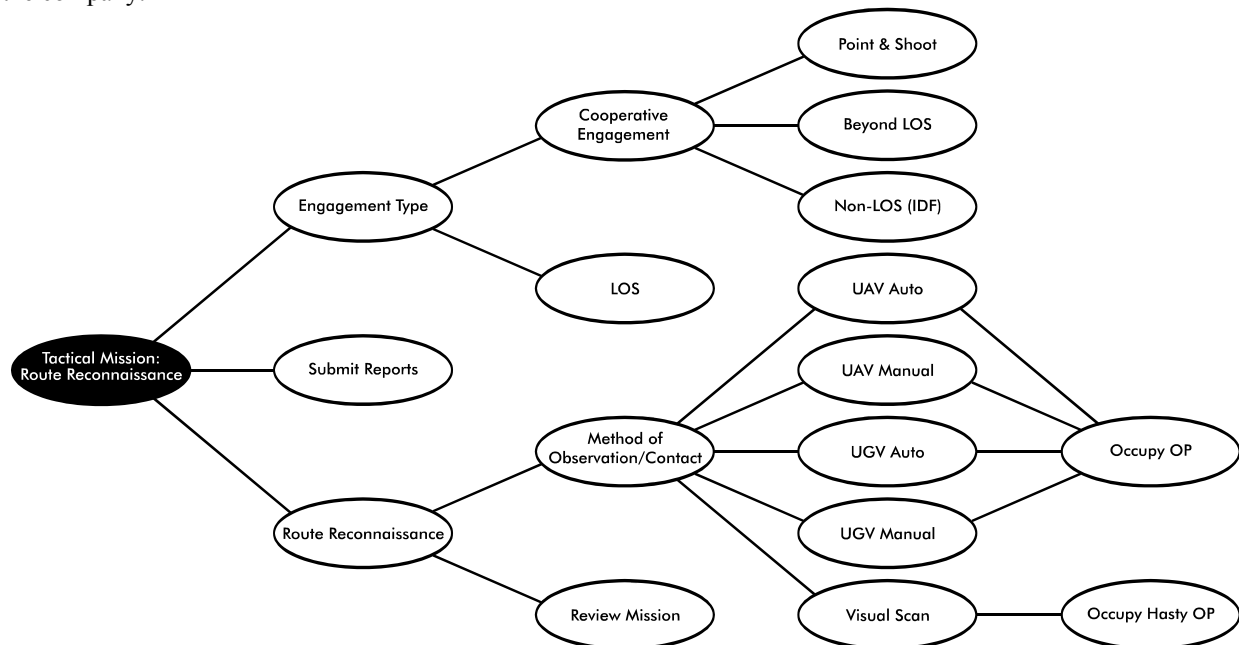 the company.
Point & Shoot
Cooperative
Engagement
Beyond LOS
Engagement Type
Non-LOS (IDF)
LOS
UAV Auto
Tactical Mission:
Route Reconnaissance
Submit Reports
UAV Manual
Method of
Observation/Contact
UGV Auto
Occupy OP
Route Reconnaissance
UGV Manual
Review Mission
Visual Scan
Occupy Hasty OP